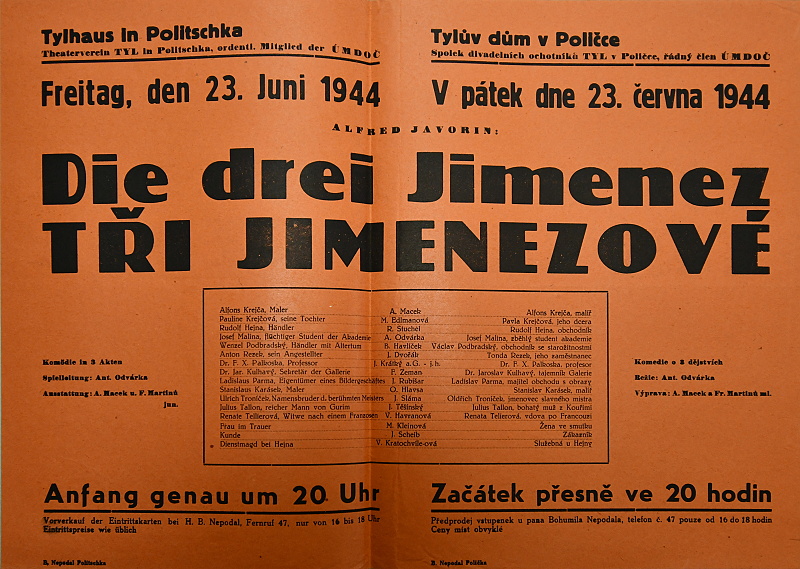 Tylhaus in Politschka
Theaterverein TYL in Politschka, ordentl. Mitglied der ÚMDOČ
Freitag, den 23. Juni 1944
Tylův dům v Poličce
Spolek divadelních ochotníků TYL v Poličce, řádný člen ÚMDOČ
V pátek dne 23. června 1944
ALFRED JAVORIN:
Die drei Jimenez
TŘI JIMENEZOVÉ
Komödie in 3 Akten
Spielleitung: Ant. Odvárka
Ausstattung: A. Macek u. F. Martinů
jun.
Alfons Krejča, Maler A. Macek Alfons Krejča, malíř
Pauline Krejčová, seine Tochter M. Edlmanová Pavla Krejčová, jeho dcera
Rudolf Hejna, Händler R. Stuchel Rudolf Hejna, obchodník
Josef Malina, flüchtiger Student der Akademie A. Odvárka Josef Malina, běhlý student akademie
Wenzel Podbradský, Händler mit Altertum B. Havlíček Václav Podbradský, obchodník se starožitnostmi
Anton Rezek, sein Angestellter J. Dvořák Tonda Rezek, jeho zaměstnanec
Dr. F. X. Palkoska, Professor J. Krátký a. G. - j. h. Dr. F. X. Palkoska, profesor
Dr. Jar. Kulhavý, Sekretär der Gallerie P. Zeman Dr. Jaroslav Kulhavý, tajemník Galerie
Ladislaus Parma, Eigentümer eines Bildergeschäftes J. Rubišar Ladislav Parma, majitel obchodu s obrazy
Stanislaus Karásek, Maler O. Hlavsa Stanislav Karásek, malíř
Ulrich Troníček, Namensbruder d. berühmten Meisters J. Sláma Oldřich Troníček, jmenovec slavného mistra
Julius Tallon, reicher Mann von Gurim J. Těšínský Julius Tallon, bohatý muž z Kouřimi
Renate Tellierová, Witwe nach einem Franzosen V. Havranová Renata Telierová, vdova po Francouzi
Frau im Trauer M. Kleinová Žena ve smutku
Kunde J. Scheib Zákazník
Dienstmagd bei Hejna V. Kratochvíle-ová Služebná u Hejny
Komedie o 3 dějstvích
Režie: Ant. Odvárka
Výprava: A. Macek a Fr. Martinů ml.
Anfang genau um 20 Uhr
Vorverkauf der Eintrittskarten bei H. B. Nepodal, Fernruf 47, nur von 16 bis 18 Uhr
Eintrittspreise wie üblich
B. Nepodal Politschka
Začátek přesně ve 20 hodin
Předprodej vstupenek u pana Bohumila Nepodala, telefon č. 47 pouze od 16 do 18 hodin
Ceny míst obvyklé
B. Nepodal Polička